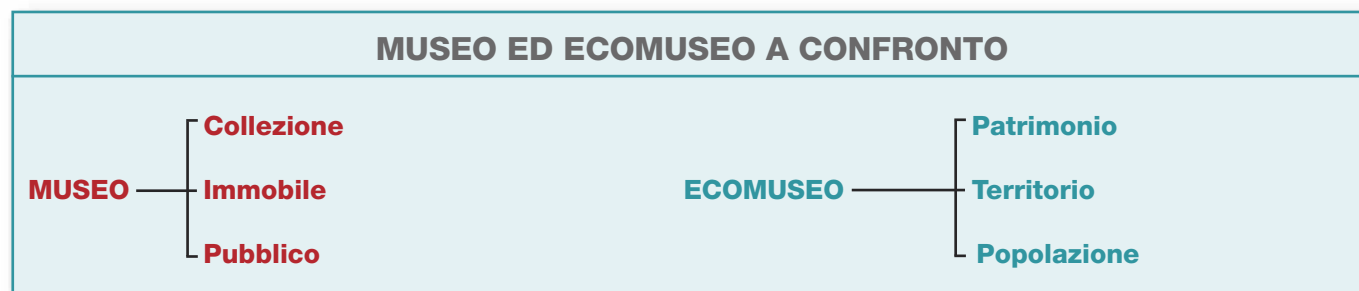 MUSEO ED ECOMUSEO A CONFRONTO
Collezione
MUSEO
Immobile
Pubblico
Patrimonio
ECOMUSEO
Territorio
Popolazione